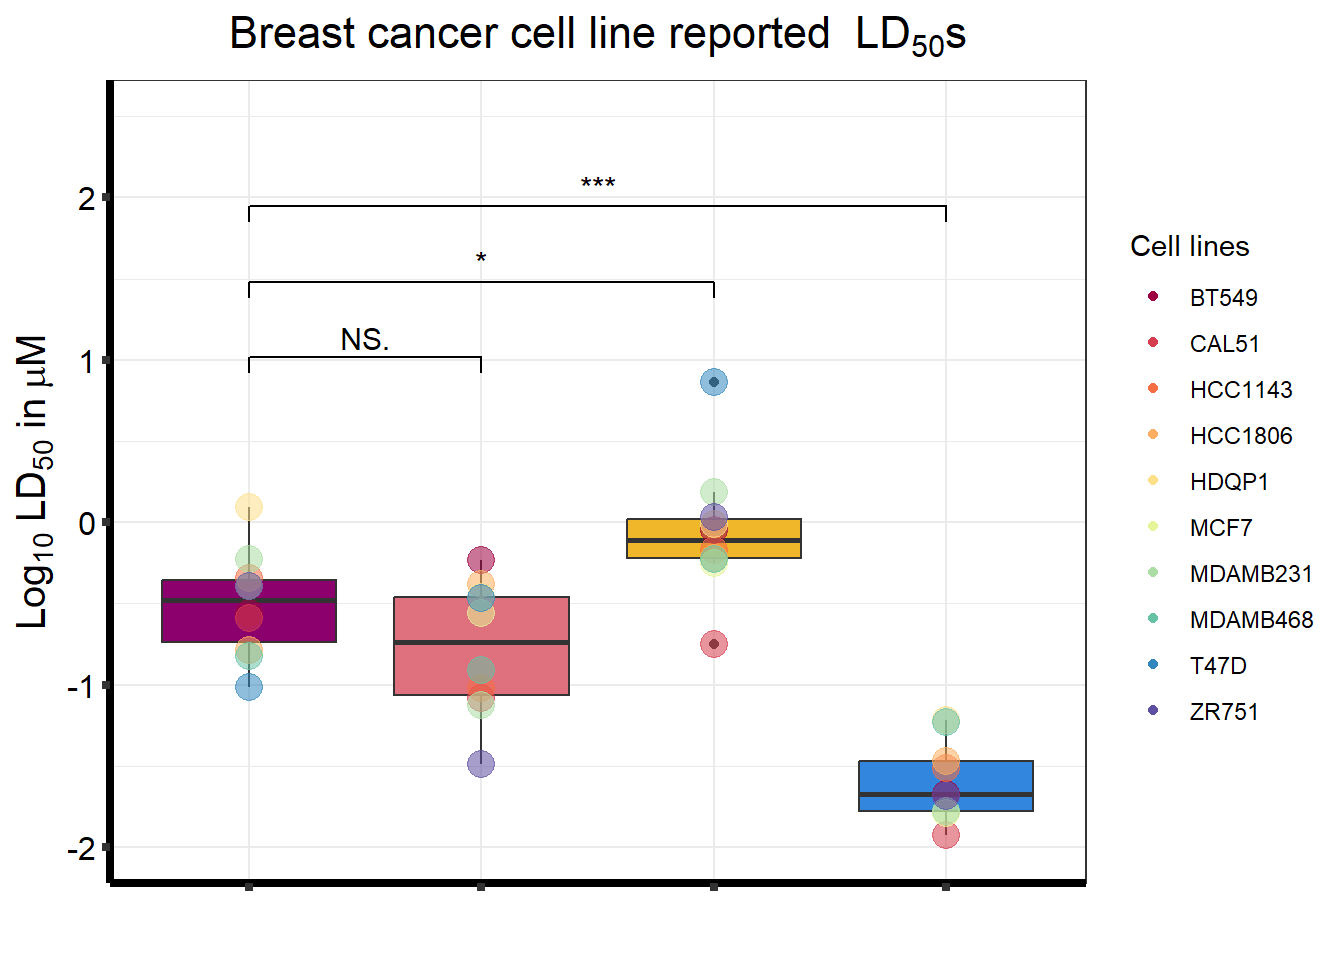 Breast cancer cell line reported  LD50s
Log10 LD50 in μM
2
1
0
-1
-2
***
*
NS.
Cell lines
BT549
CAL51
HCC1143
HCC1806
HDQP1
MCF7
MDAMB231
MDAMB468
T47D
ZR751